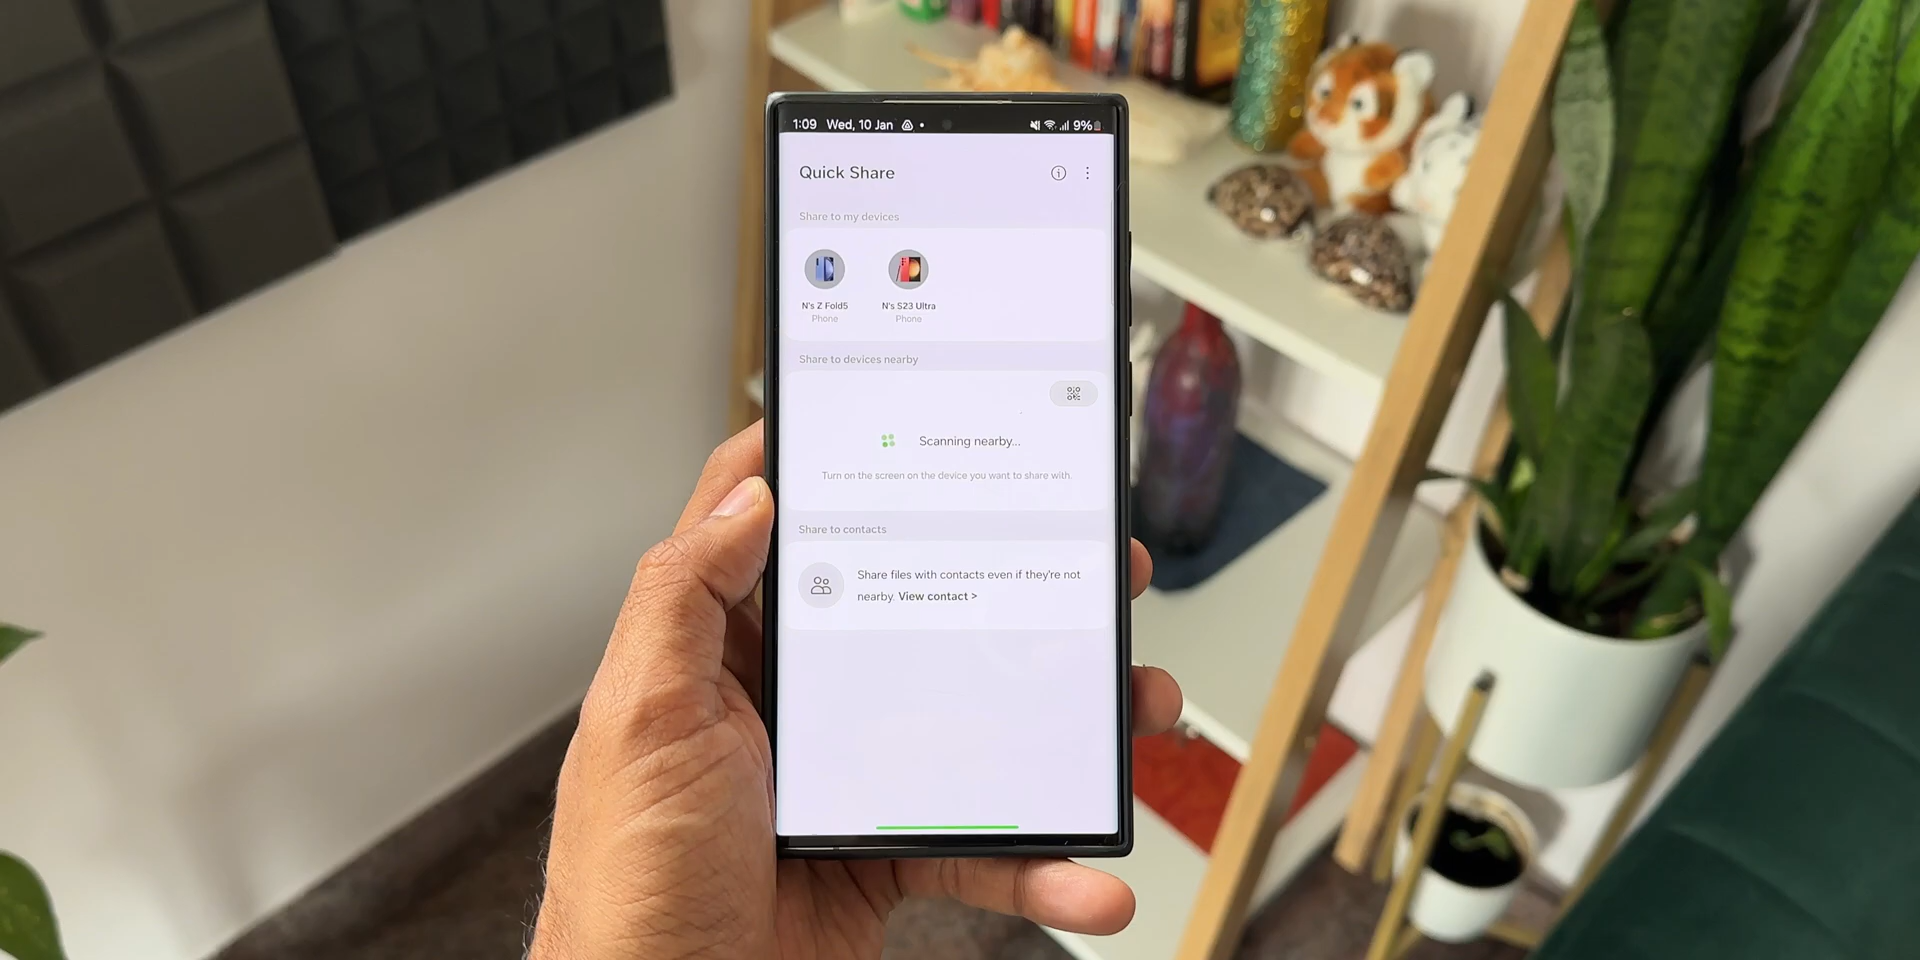 1:09 Wed, 10 Jan 9%
Quick Share
Share to my devices
N's Z Fold5
Phone
N's S23 Ultra
Phone
Share to devices nearby
Scanning nearby...
Turn on the screen on the device you want to share with.
Share to contacts
Share files with contacts even if they're not
nearby. View contact >